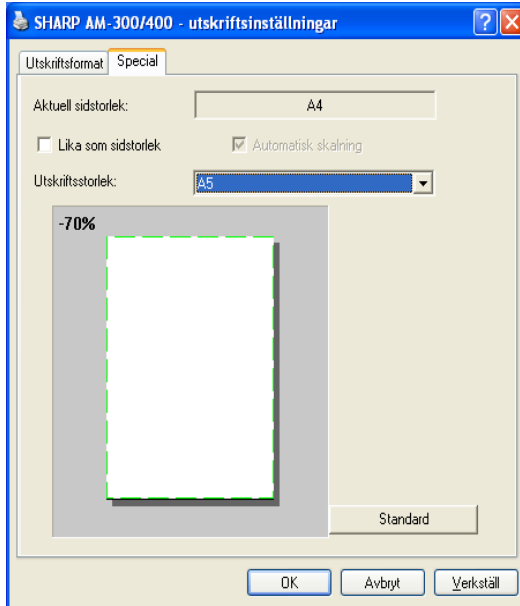 SHARP AM-300/400 - utskriftsinställningar
Utskriftsformat Special
Aktuell sidstorlek: A4
Lika som sidstorlek Automatisk skalning
Utskriftsstorlek: A5
-70%
Standard
OK Avbryt Verkställ